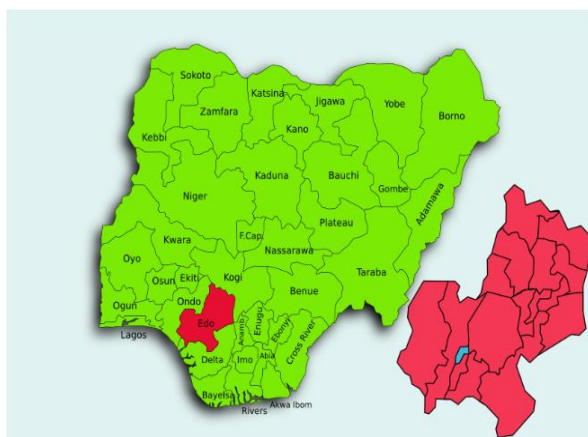 Sokoto
Katsina
Jigawa
Yobe
Borno
Zamfara
Kano
Kebbi
Kaduna
Bauchi
Gombe
Adamawa
Niger
Plateau
F.Cap.
Nassarawa
Kwara
Oyo
Taraba
Kogi
Osun
Ekiti
Benue
Ogun
Ondo
Edo
Enugu
Anambra
Ebonyi
Cross River
Lagos
Delta
Imo
Abia
Bayelsa
Rivers
Akwa Ibom